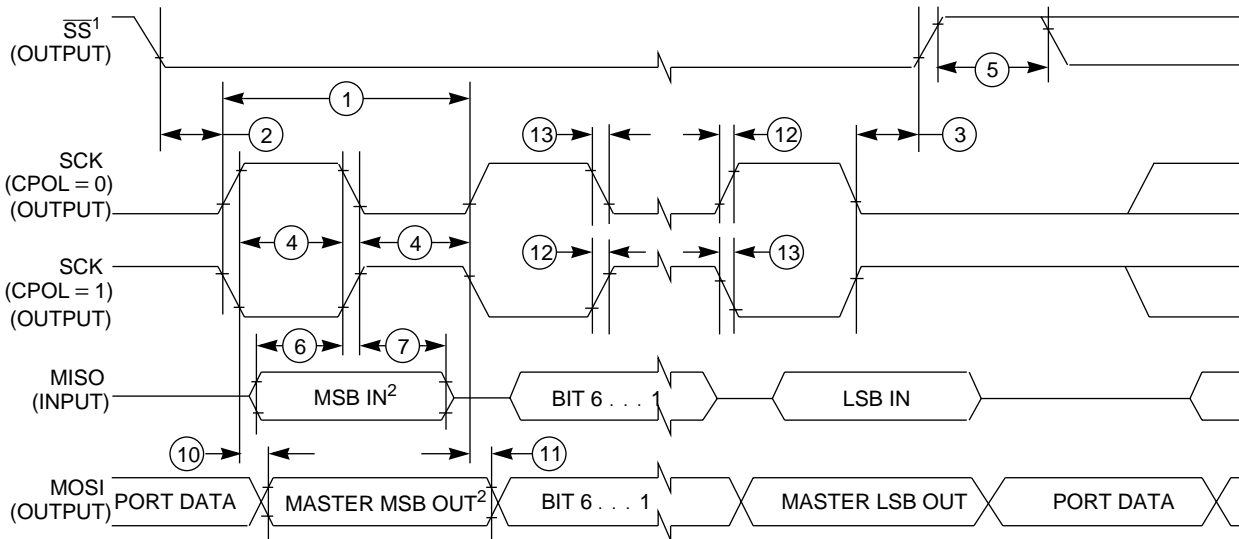 SS¹
(OUTPUT)
5
1
2
13
12
3
SCK
(CPOL = 0)
(OUTPUT)
4
4
12
13
SCK
(CPOL = 1)
(OUTPUT)
6
7
MISO
(INPUT)
MSB IN²
BIT 6 . . . 1
LSB IN
10
11
MOSI
(OUTPUT)
PORT DATA
MASTER MSB OUT²
BIT 6 . . . 1
MASTER LSB OUT
PORT DATA